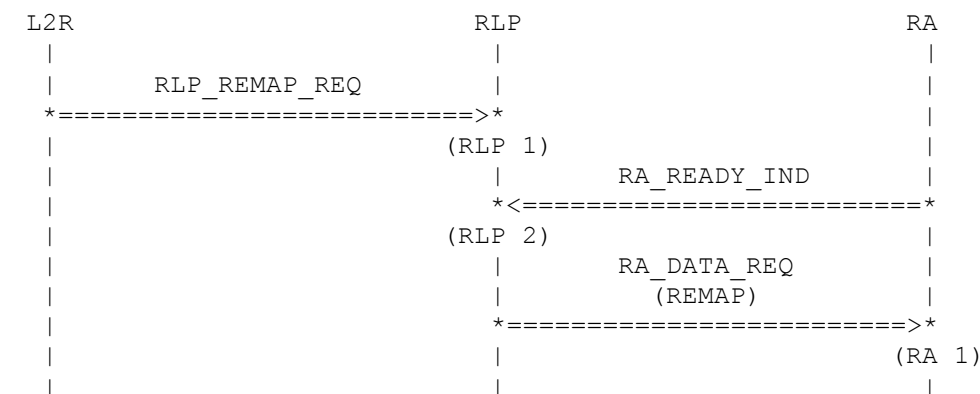 L2R RLP RA
| | |
| RLP_REMAP_REQ | |
*==========================>* |
| (RLP 1) |
| | RA_READY_IND |
| *<=========================*
| (RLP 2) |
| | RA_DATA_REQ |
| | (REMAP) |
| *=========================>*
| | (RA 1)
| | |